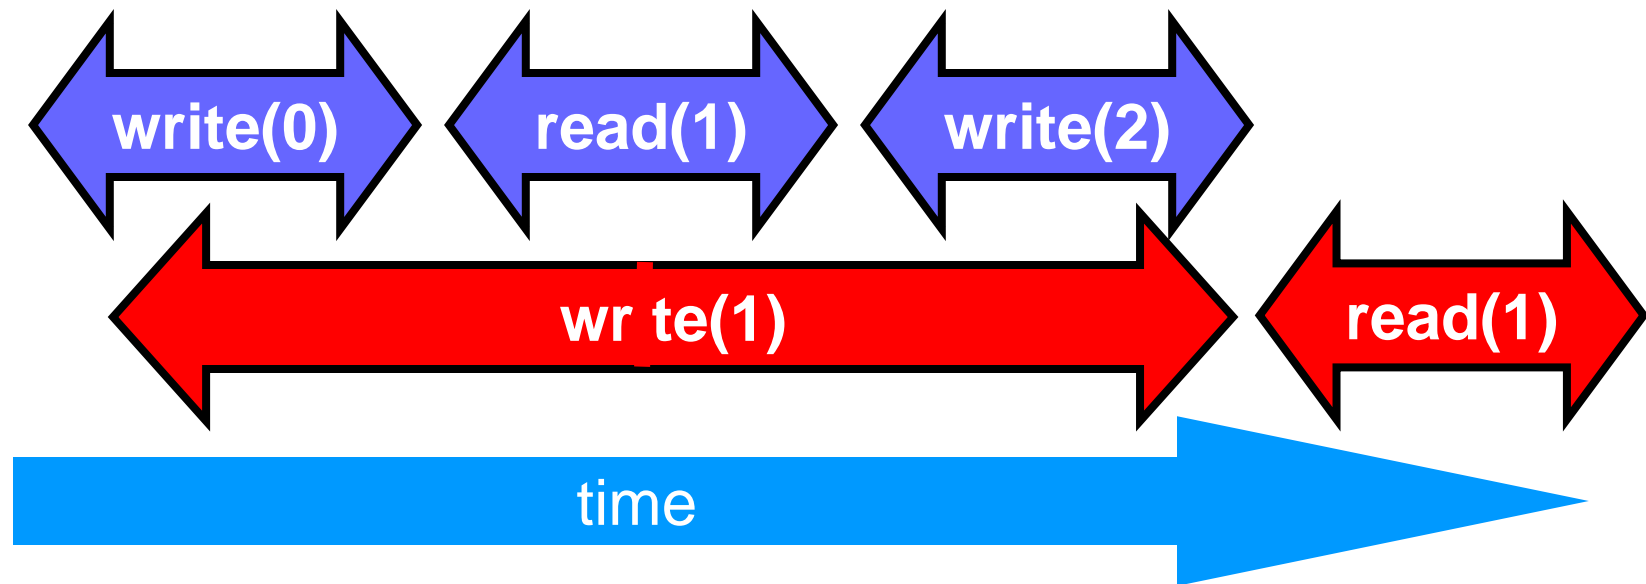 write(0) read(1) write(2)
wr te(1) read(1)
time